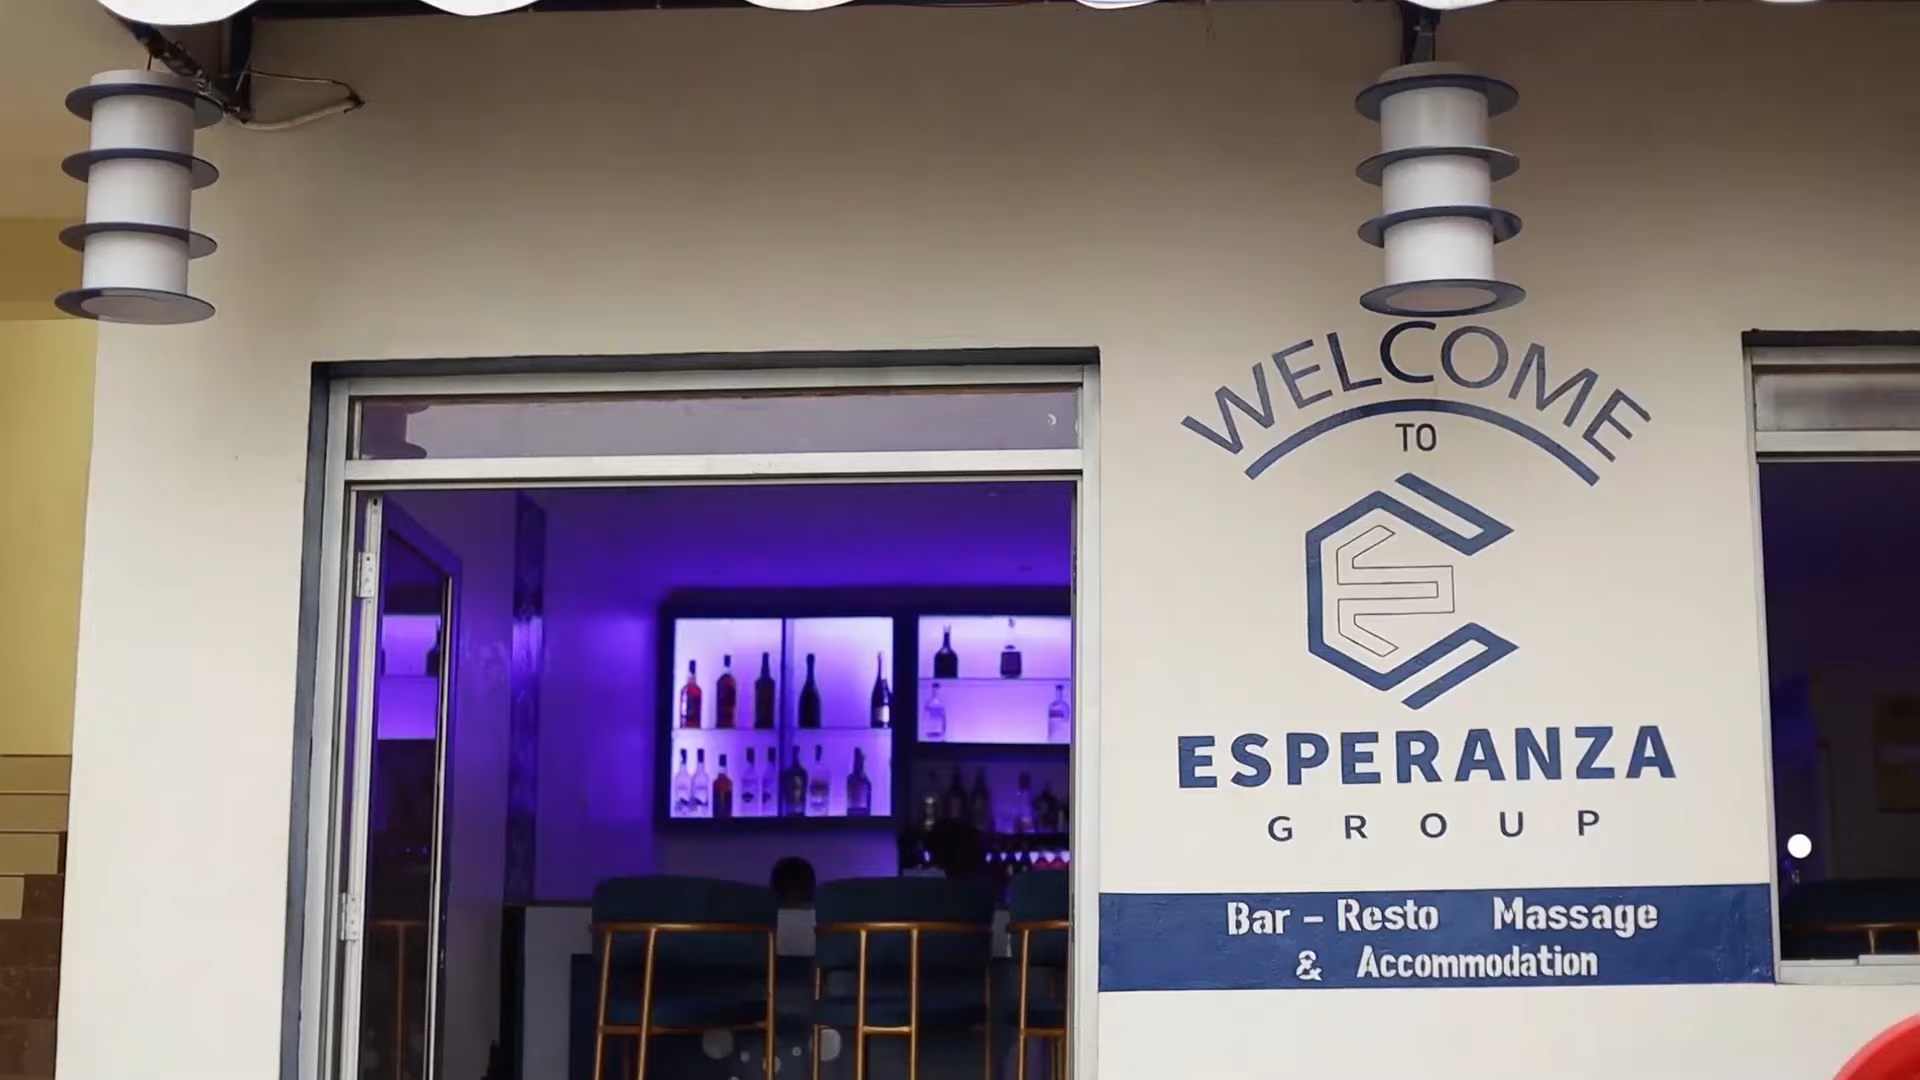 WELCOME
TO
ESPERANZA
GROUP
Bar - Resto Massage
& Accommodation